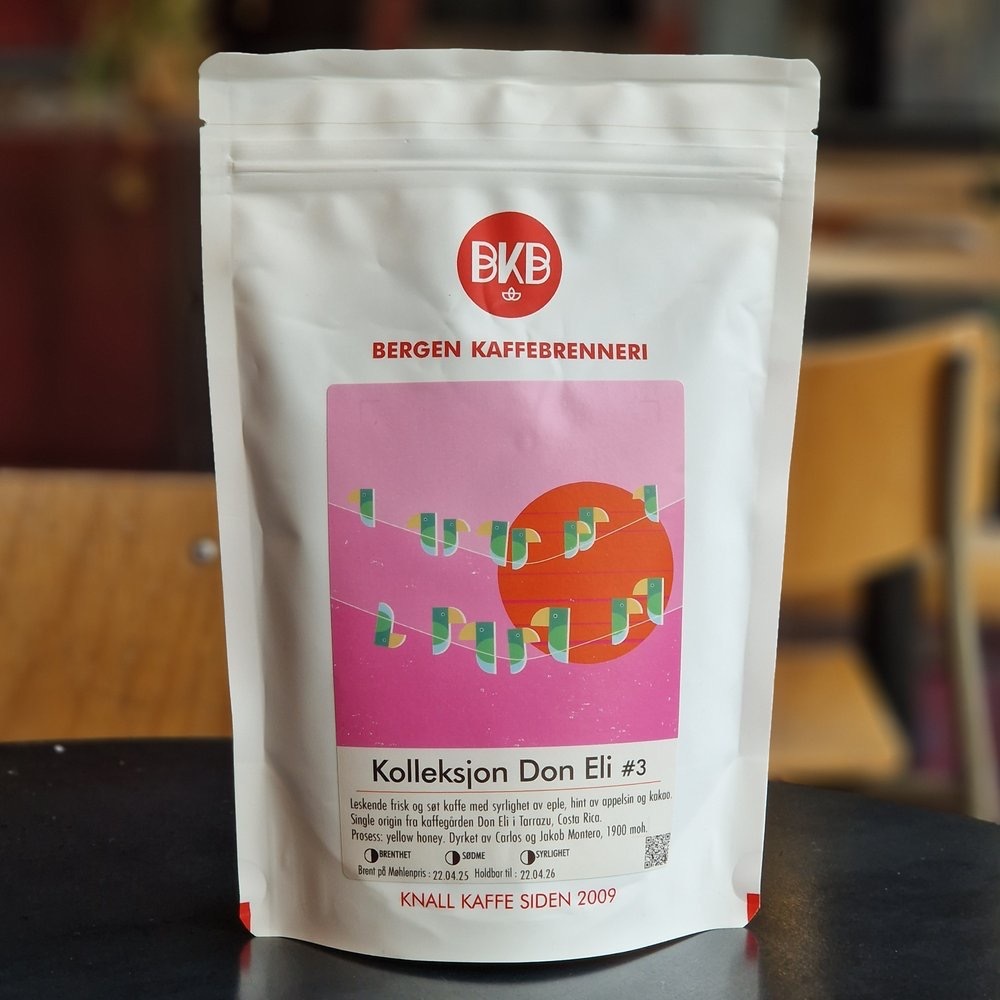 BKB
BERGEN KAFFEBRENNERI
Kolleksjon Don Eli #3
Leskende frisk og søt kaffe med syrlighet av eple, hint av appelsin og kakao.
Single origin fra kaffegården Don Eli i Tarrazu, Costa Rica.
Prosess: yellow honey. Dyrket av Carlos og Jakob Montero, 1900 moh.
BRENTHET SØDME SYRLIGHET
Brent på Møhlenpris : 22.04.25 Holdbar til : 22.04.26
KNALL KAFFE SIDEN 2009